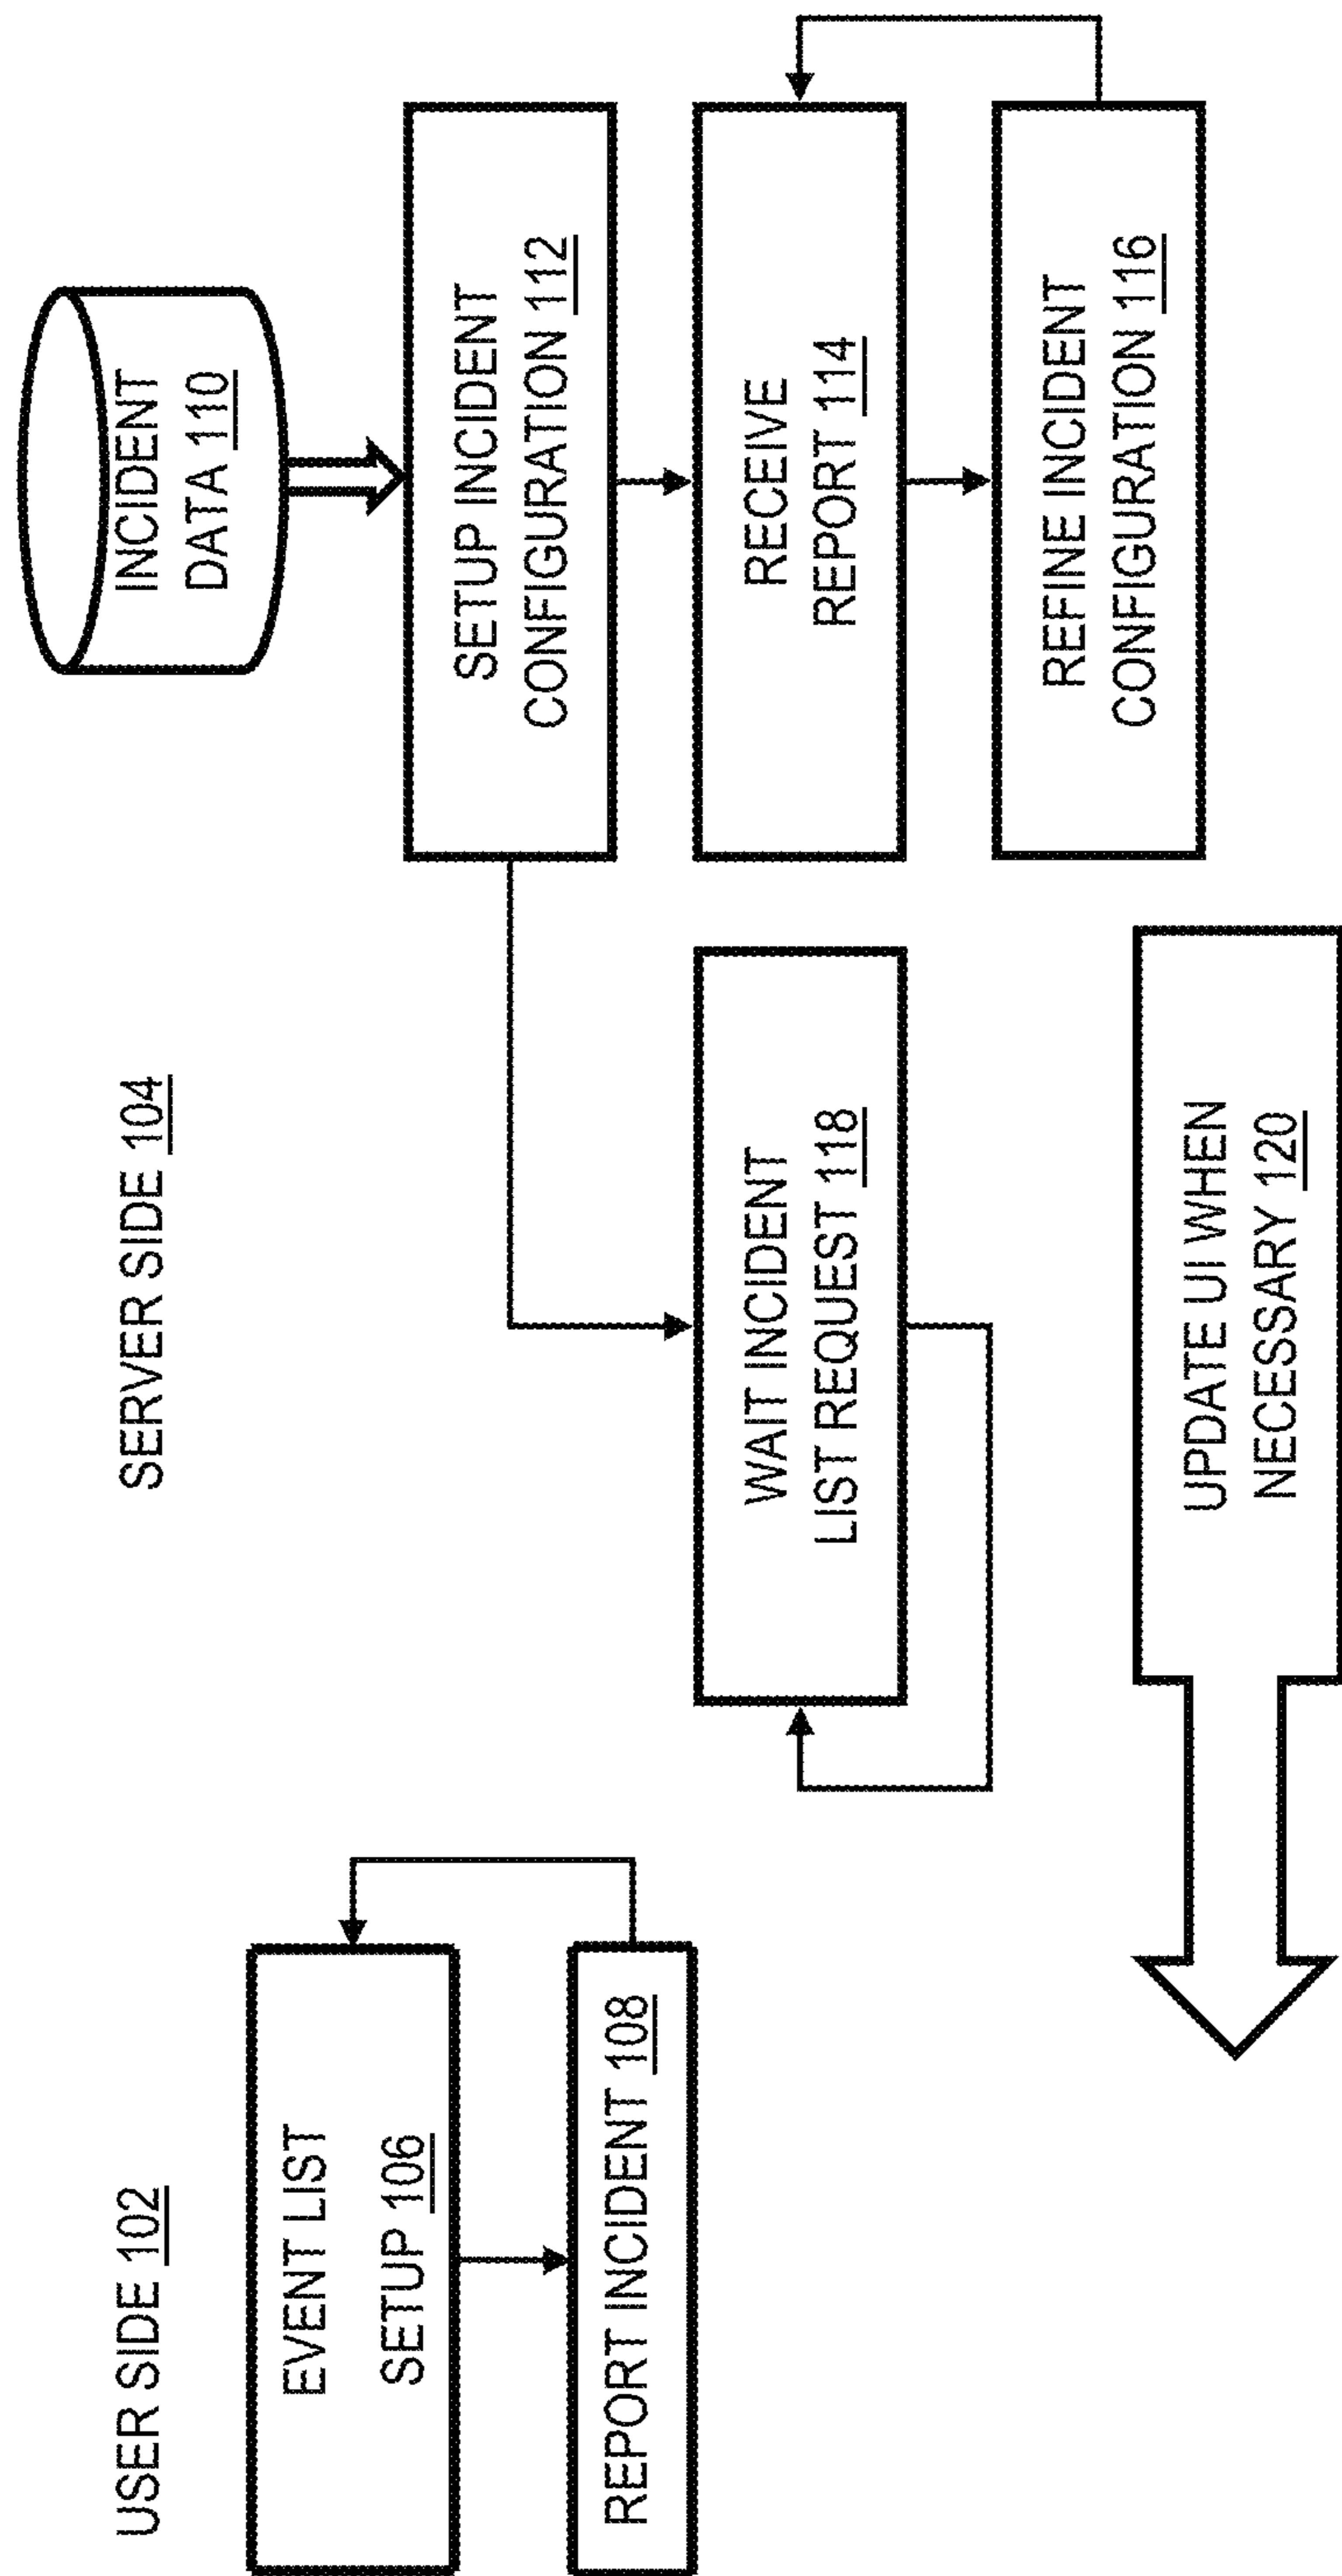 USER SIDE 102
EVENT LIST
SETUP 106
REPORT INCIDENT 108
SERVER SIDE 104
INCIDENT
DATA 110
SETUP INCIDENT
CONFIGURATION 112
WAIT INCIDENT
LIST REQUEST 118
RECEIVE
REPORT 114
REFINE INCIDENT
CONFIGURATION 116
UPDATE UI WHEN
NECESSARY 120